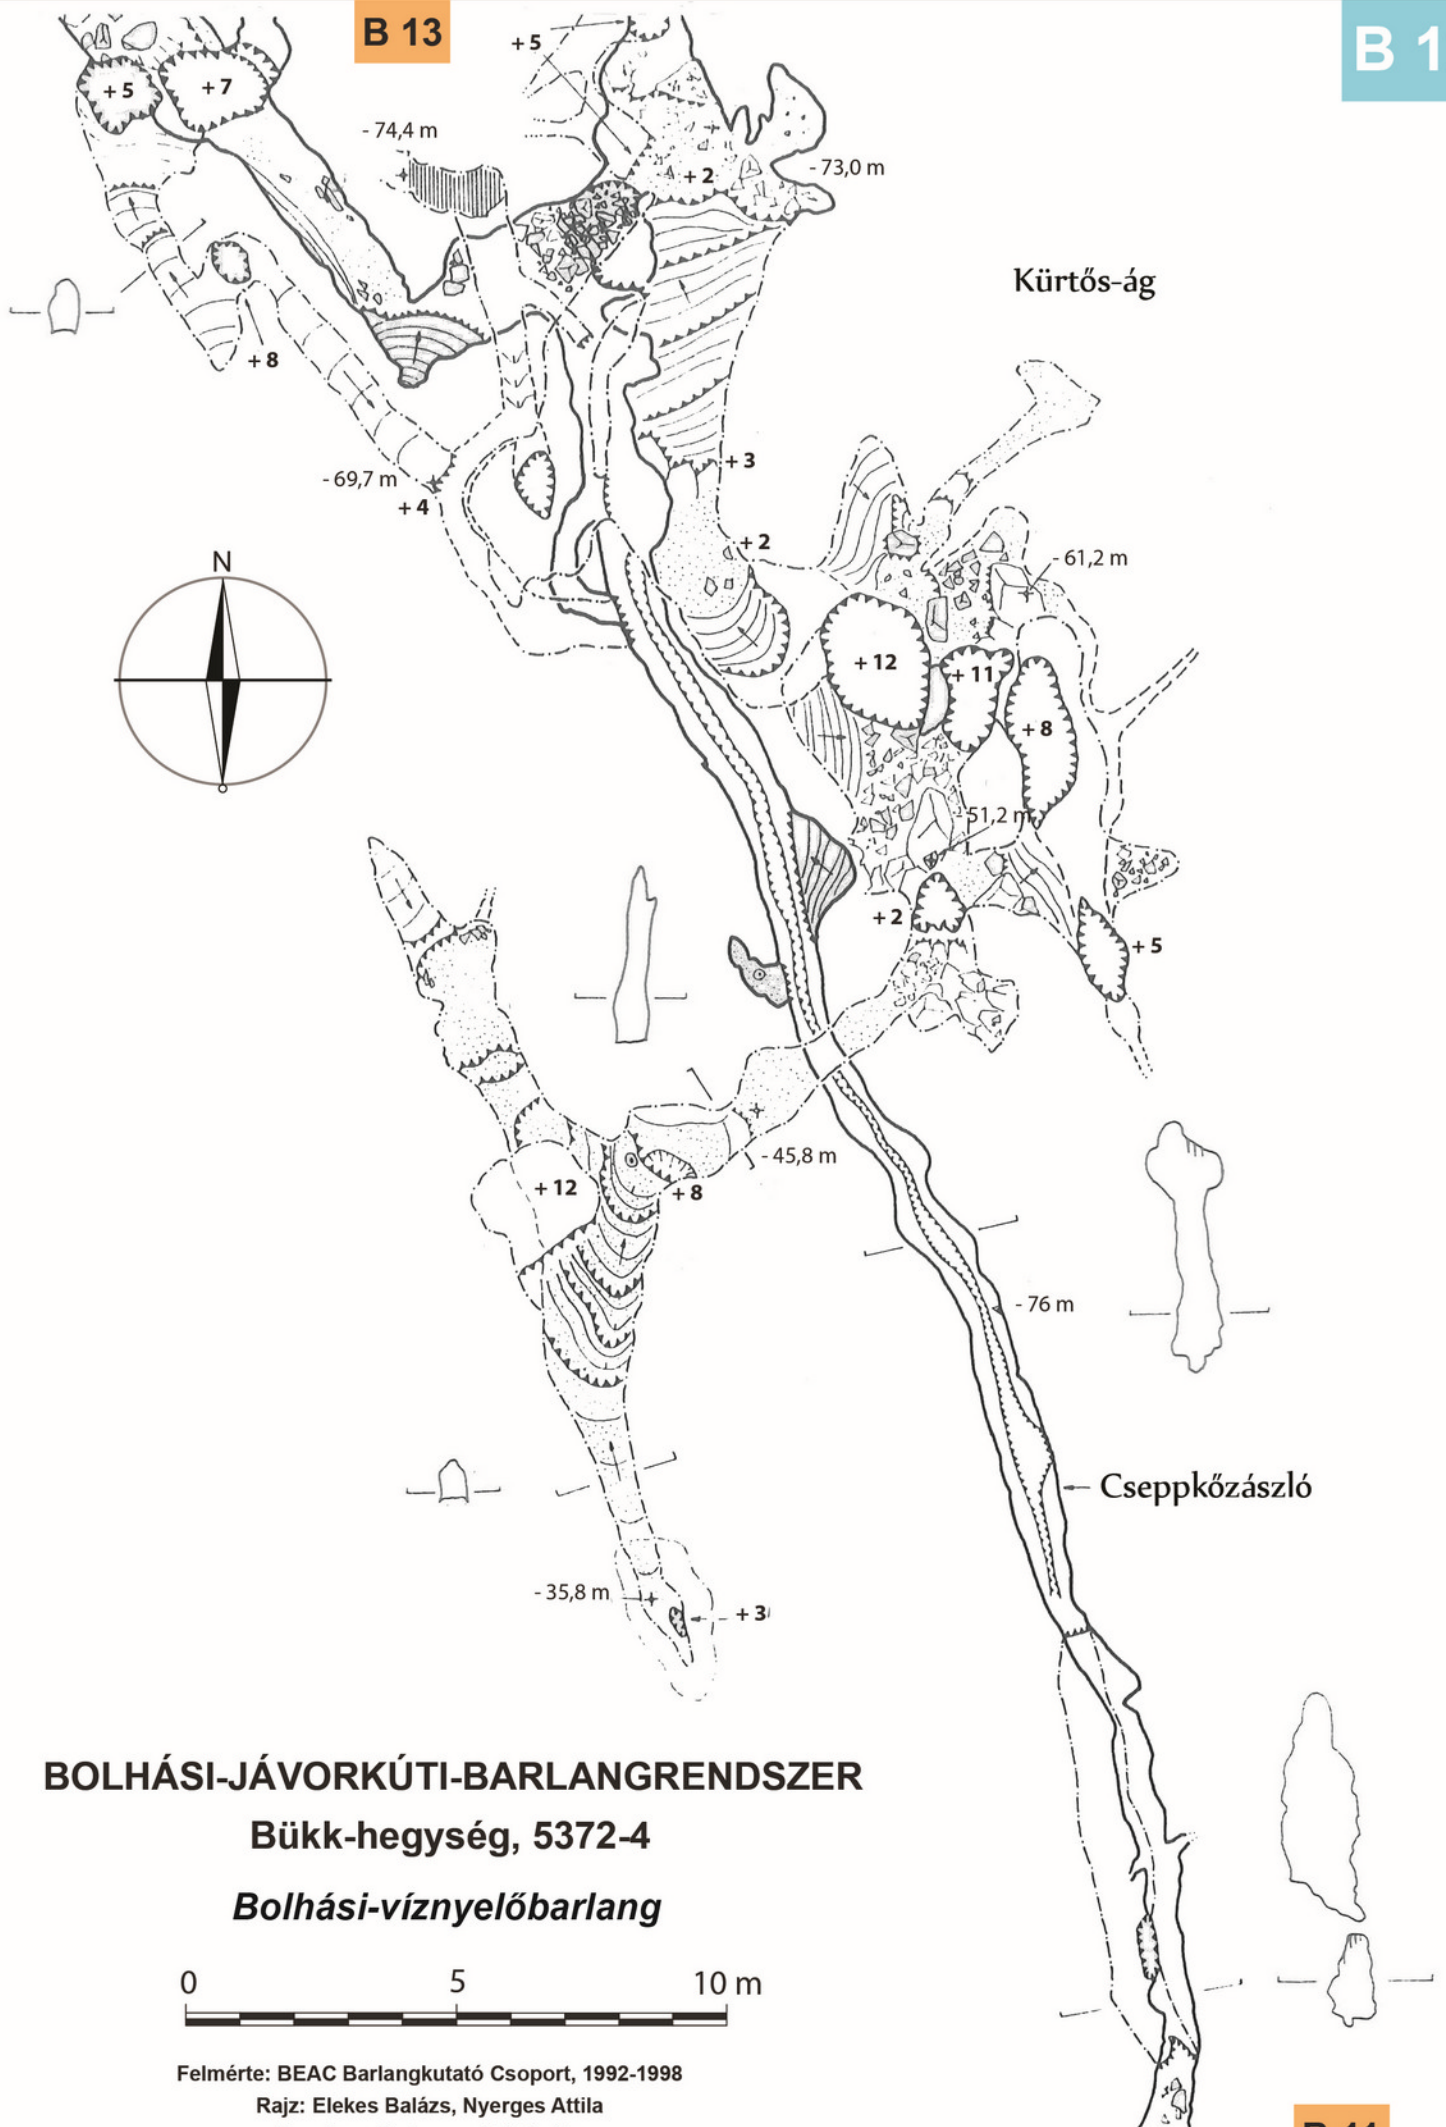 B 13
B 1
+ 5
+ 5
+ 7
- 74,4 m
+ 2
- 73,0 m
Kürtős-ág
+ 8
+ 3
- 69,7 m
+ 4
+ 2
- 61,2 m
N
+ 12
+ 11
+ 8
- 51,2 m
+ 2
+ 5
- 45,8 m
+ 12
+ 8
- 76 m
Cseppkőzászló
- 35,8 m
+ 3
BOLHÁSI-JÁVORKÚTI-BARLANGRENDSZER
Bükk-hegység, 5372-4
Bolhási-víznyelőbarlang
0 5 10 m
Felmérte: BEAC Barlangkutató Csoport, 1992-1998
Rajz: Elekes Balázs, Nyerges Attila